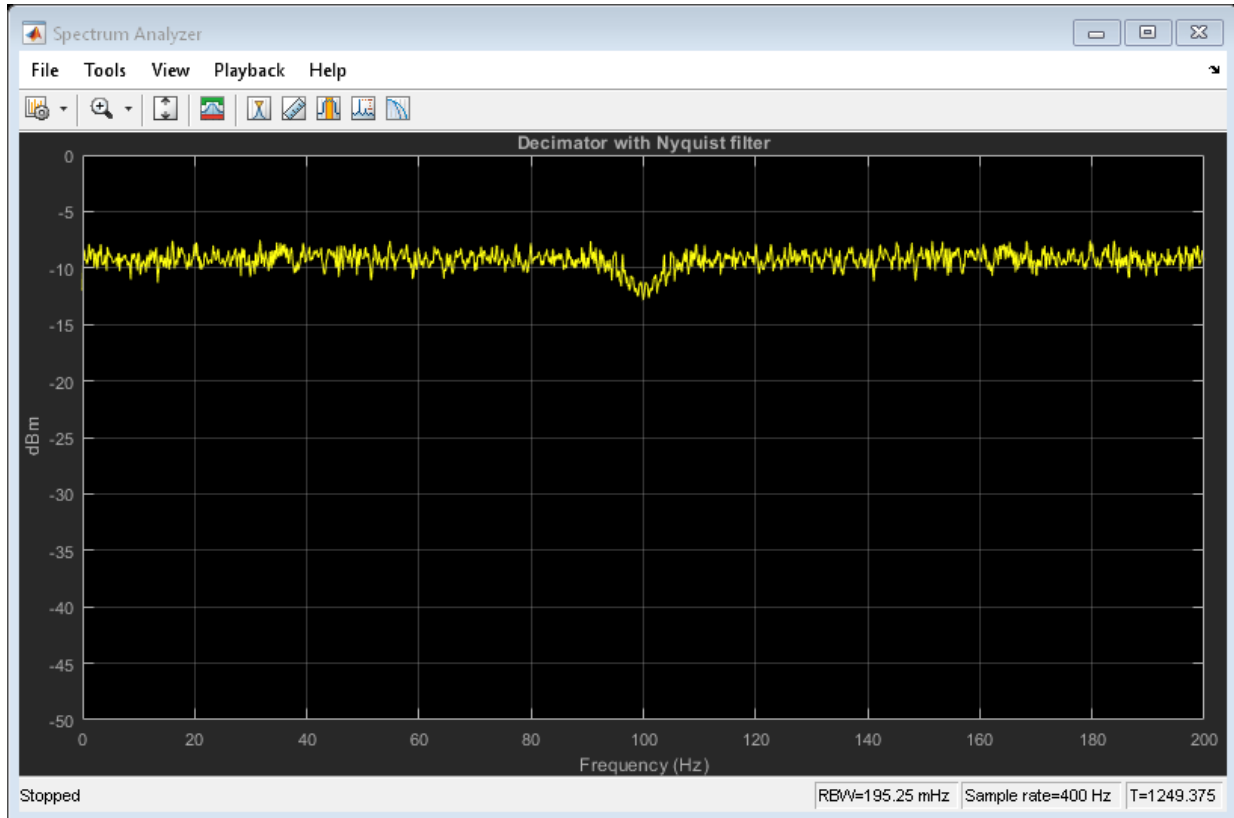 Spectrum Analyzer
File Tools View Playback Help
Decimator with Nyquist filter
0
-5
-10
-15
-20
-25
-30
-35
-40
-45
-50
dBm
0 20 40 60 80 100 120 140 160 180 200
Frequency (Hz)
Stopped RBW=195.25 mHz Sample rate=400 Hz T=1249.375